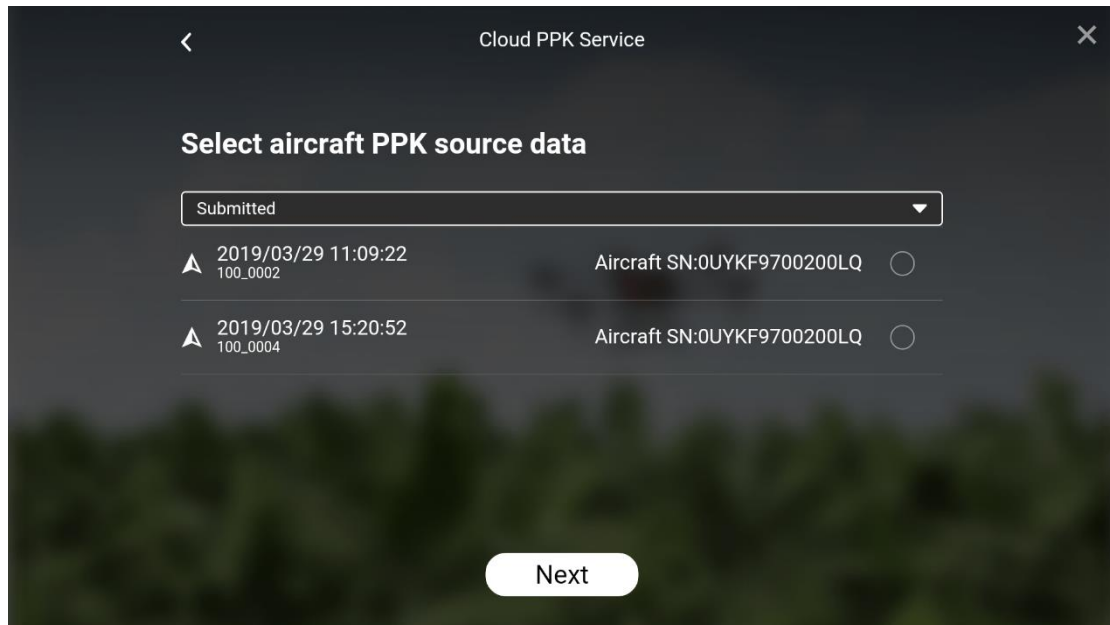 Cloud PPK Service
Select aircraft PPK source data
Submitted
2019/03/29 11:09:22
100_0002
Aircraft SN:0UYKF9700200LQ
2019/03/29 15:20:52
100_0004
Aircraft SN:0UYKF9700200LQ
Next